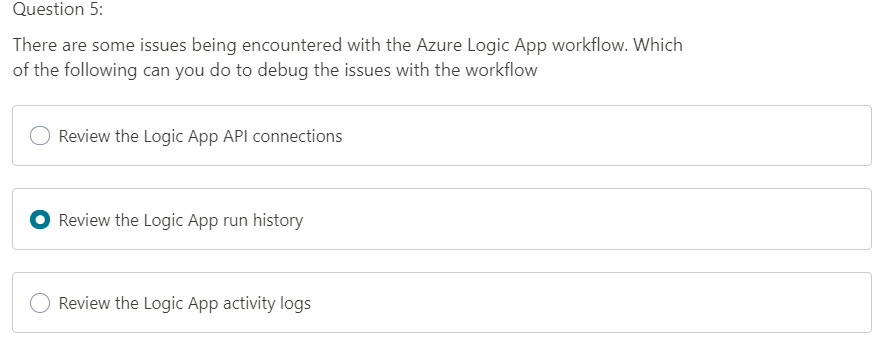 Question 5:
There are some issues being encountered with the Azure Logic App workflow. Which
of the following can you do to debug the issues with the workflow
Review the Logic App API connections
Review the Logic App run history
Review the Logic App activity logs